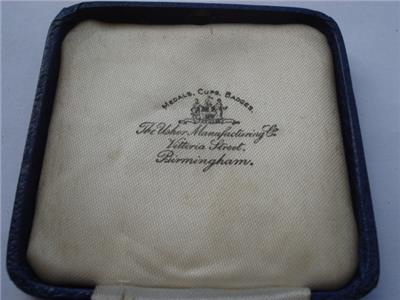 MEDALS, CUPS, BADGES.
The Usher Manufacturing Co.
Vittoria Street,
Birmingham.